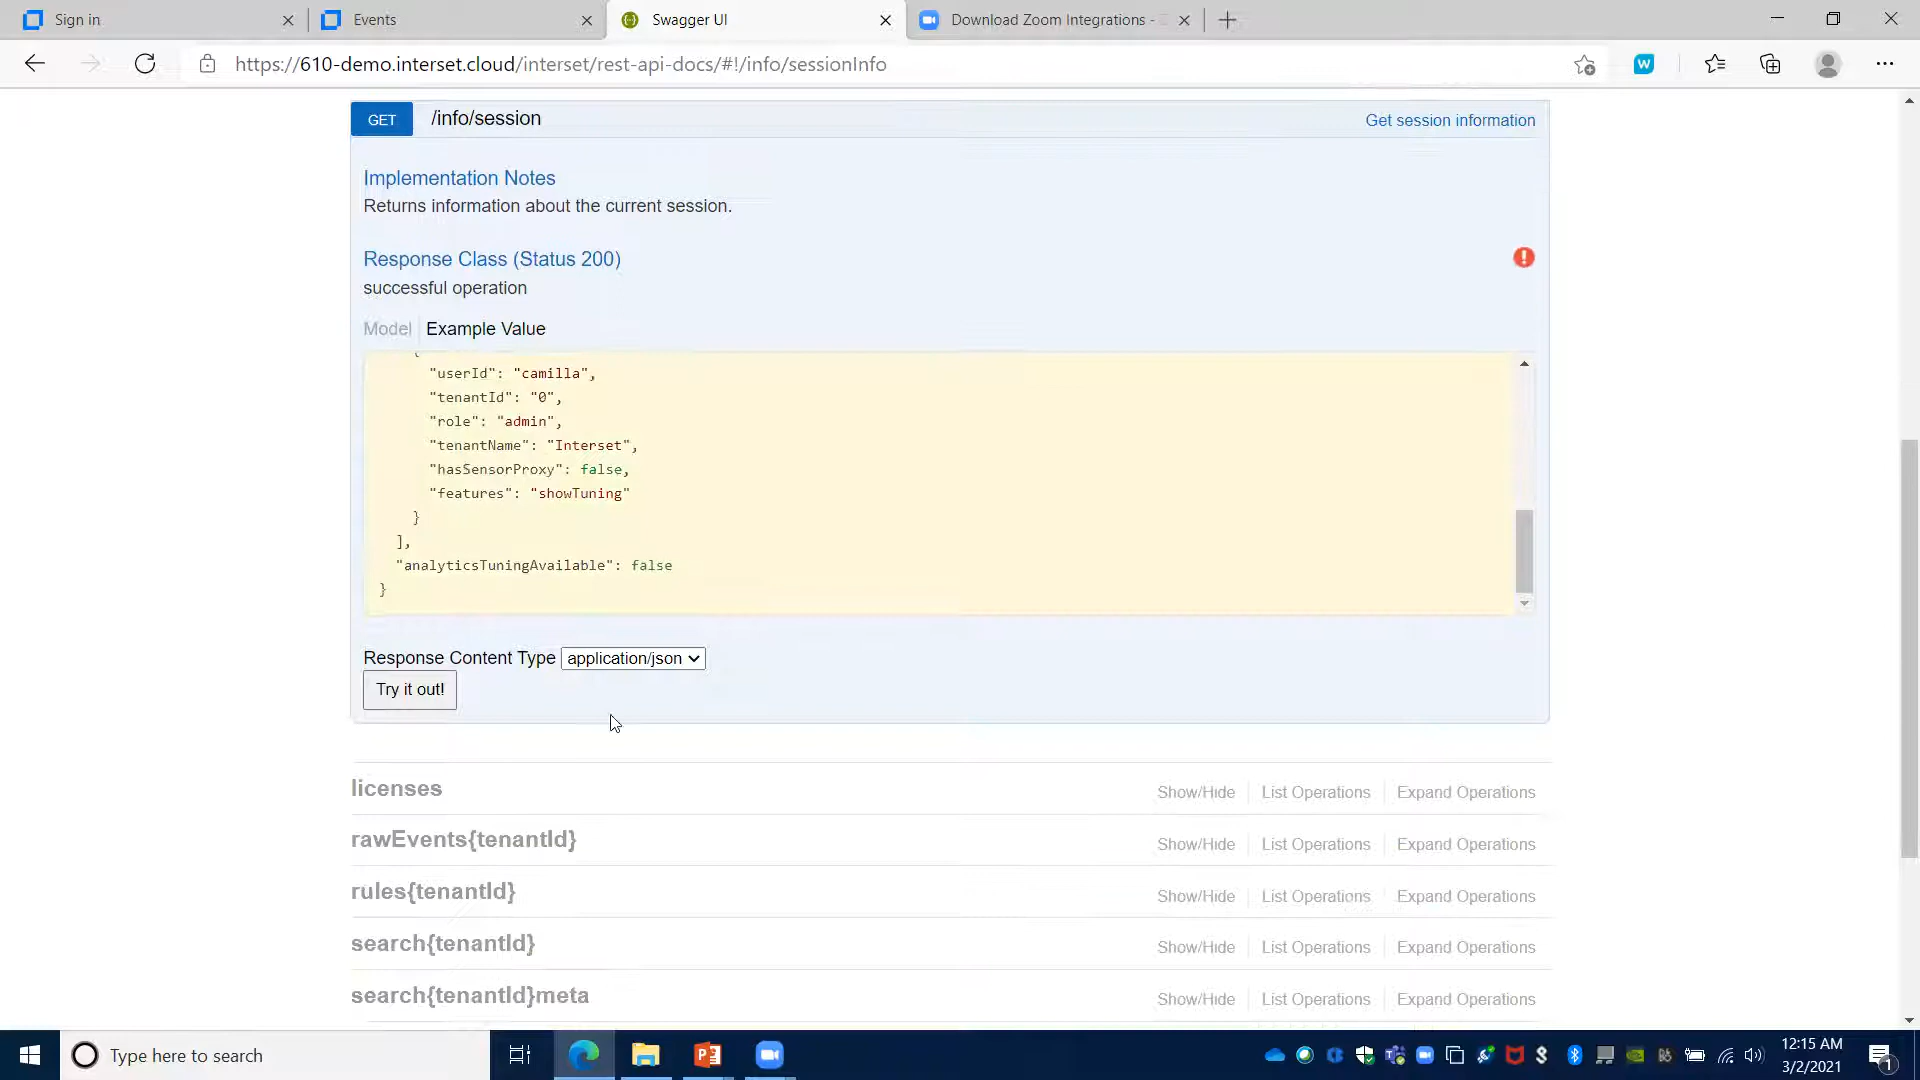 Sign in
Events
Swagger UI
Download Zoom Integrations -
https://610-demo.interset.cloud/interset/rest-api-docs/#!/info/sessionInfo
W
GET /info/session Get session information
Implementation Notes
Returns information about the current session.
Response Class (Status 200)
successful operation
Model Example Value
{
"userId": "camilla",
"tenantId": "0",
"role": "admin",
"tenantName": "Interset",
"hasSensorProxy": false,
"features": "showTuning"
}
],
"analyticsTuningAvailable": false
}
Response Content Type application/json
Try it out!
licenses Show/Hide List Operations Expand Operations
rawEvents{tenantId} Show/Hide List Operations Expand Operations
rules{tenantId} Show/Hide List Operations Expand Operations
search{tenantId} Show/Hide List Operations Expand Operations
search{tenantId}meta Show/Hide List Operations Expand Operations
Type here to search
12:15 AM
3/2/2021
1